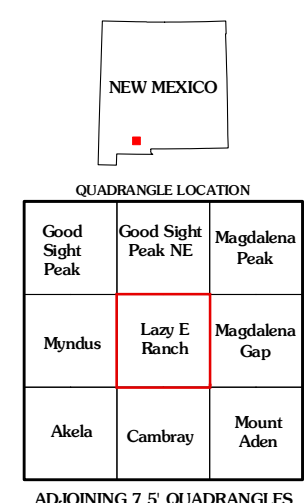 NEW MEXICO
QUADRANGLE LOCATION
Good
Sight
Peak
Good Sight
Peak NE
Magdalena
Peak
Myndus
Lazy E
Ranch
Magdalena
Gap
Akela
Cambray
Mount
Aden
ADJOINING 7.5' QUADRANGLES